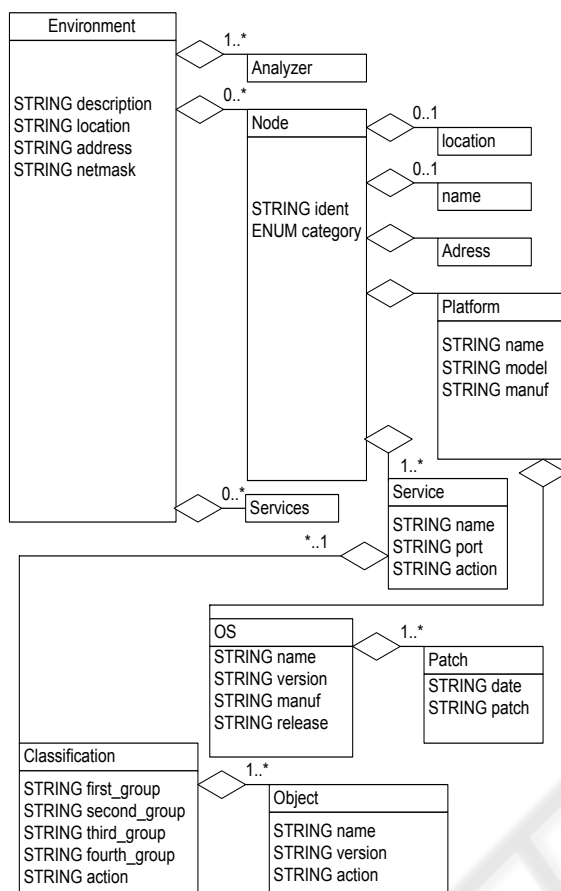 Environment
STRING description
STRING location
STRING address
STRING netmask
1..*
Analyzer
0..*
Node
STRING ident
ENUM category
0..1
location
0..1
name
Adress
Platform
STRING name
STRING model
STRING manuf
0..*
Services
1..*
Service
STRING name
STRING port
STRING action
*..1
OS
STRING name
STRING version
STRING manuf
STRING release
1..*
Patch
STRING date
STRING patch
Classification
STRING first_group
STRING second_group
STRING third_group
STRING fourth_group
STRING action
1..*
Object
STRING name
STRING version
STRING action